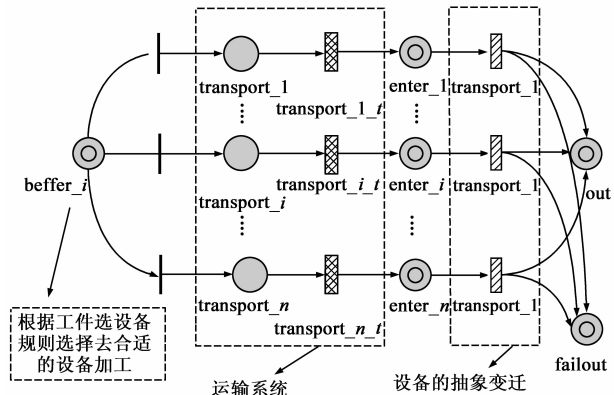 transport_1
enter_1
transport_1
transport_1_t
beffer_i
transport_i
transport_i_t
enter_i
transport_1
out
transport_n
transport_n_t
enter_n
transport_1
failout
根据工件选设备
规则选择去合适
的设备加工
运输系统
设备的抽象变迁